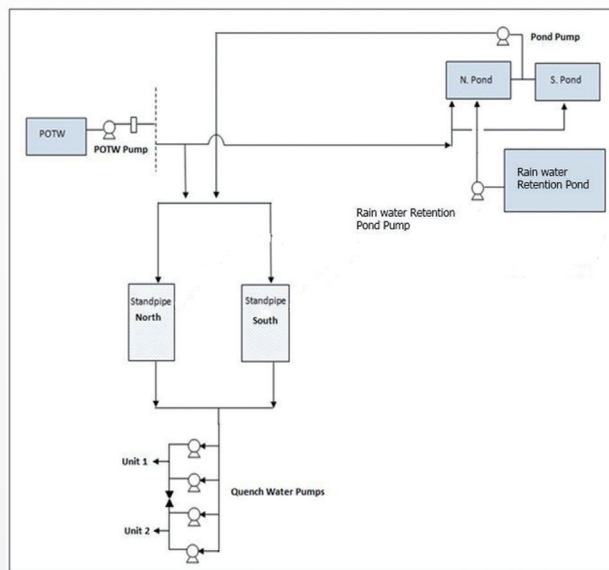 Pond Pump
N. Pond
S. Pond
POTW
POTW Pump
Rain water
Retention Pond
Rain water Retention
Pond Pump
Standpipe
North
Standpipe
South
Unit 1
Quench Water Pumps
Unit 2